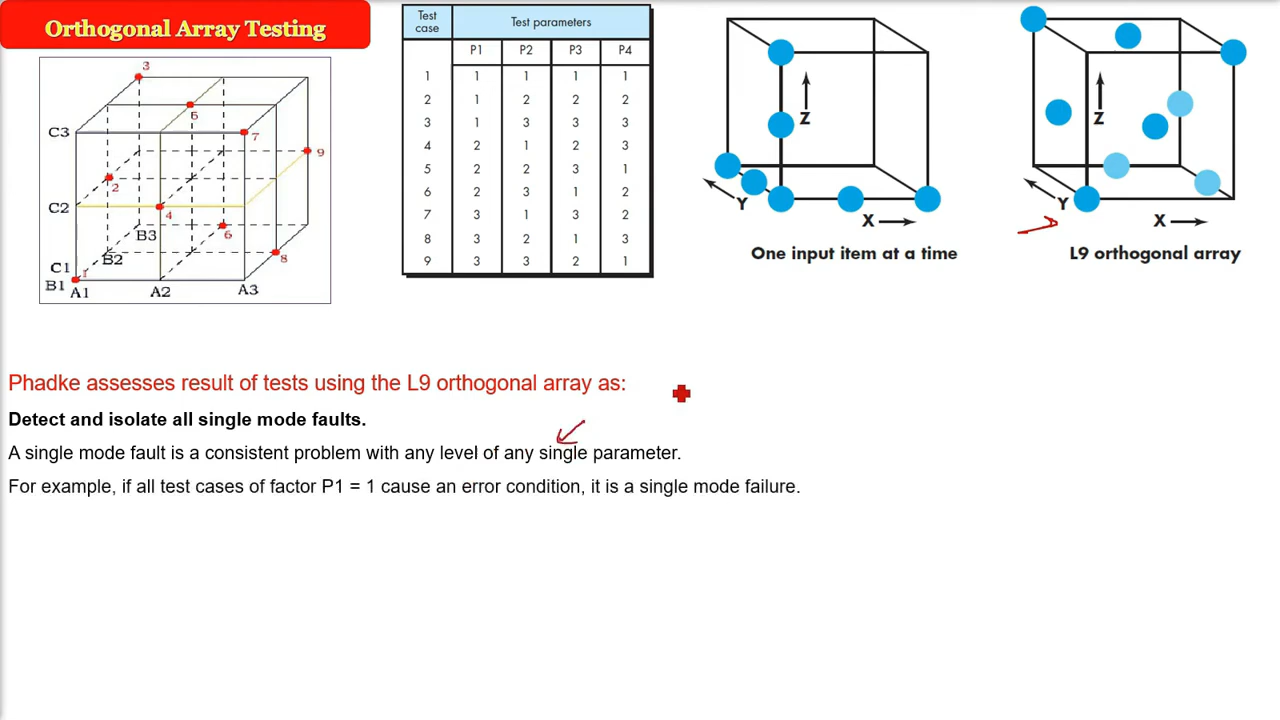 Orthogonal Array Testing
3
5
7
C3
9
2
C2
4
B3
6
B2
8
C1
1
B1
A1
A2
A3
Test case Test parameters
P1 P2 P3 P4
1 1 1 1 1
2 1 2 2 2
3 1 3 3 3
4 2 1 2 3
5 2 2 3 1
6 2 3 1 2
7 3 1 3 2
8 3 2 1 3
9 3 3 2 1
Z
Y
X
One input item at a time
Z
Y
X
L9 orthogonal array
Phadke assesses result of tests using the L9 orthogonal array as:
Detect and isolate all single mode faults.
A single mode fault is a consistent problem with any level of any single parameter.
For example, if all test cases of factor P1 = 1 cause an error condition, it is a single mode failure.